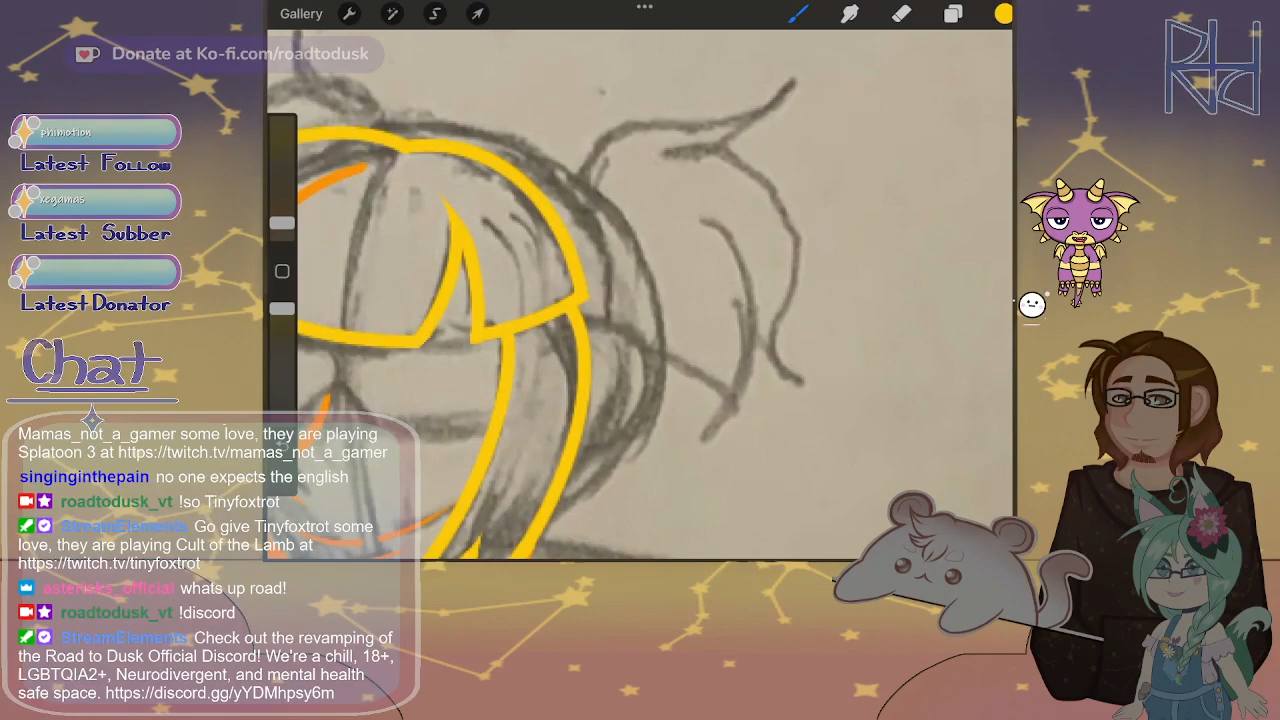 Gallery
Donate at Ko-fi.com/roadtodusk
phimotion
Latest Follow
xcgamas
Latest Subber
Latest Donator
Chat
Mamas_not_a_gamer some love, they are playing
Splatoon 3 at https://twitch.tv/mamas_not_a_gamer
singinginthepain no one expects the english
roadtodusk_vt !so Tinyfoxtrot
StreamElements Go give Tinyfoxtrot some
love, they are playing Cult of the Lamb at
https://twitch.tv/tinyfoxtrot
asterisks_official whats up road!
roadtodusk_vt !discord
StreamElements Check out the revamping of
the Road to Dusk Official Discord! We're a chill, 18+,
LGBTQIA2+, Neurodivergent, and mental health
safe space. https://discord.gg/yYDMhpsy6m